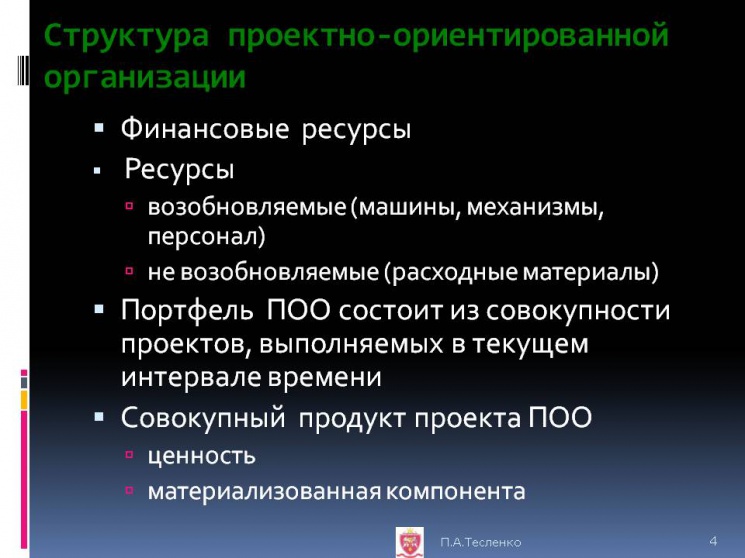 Структура проектно-ориентированной
организации
Финансовые ресурсы
Ресурсы
возобновляемые (машины, механизмы,
персонал)
не возобновляемые (расходные материалы)
Портфель ПОО состоит из совокупности
проектов, выполняемых в текущем
интервале времени
Совокупный продукт проекта ПОО
ценность
материализованная компонента
П.А.Тесленко
4